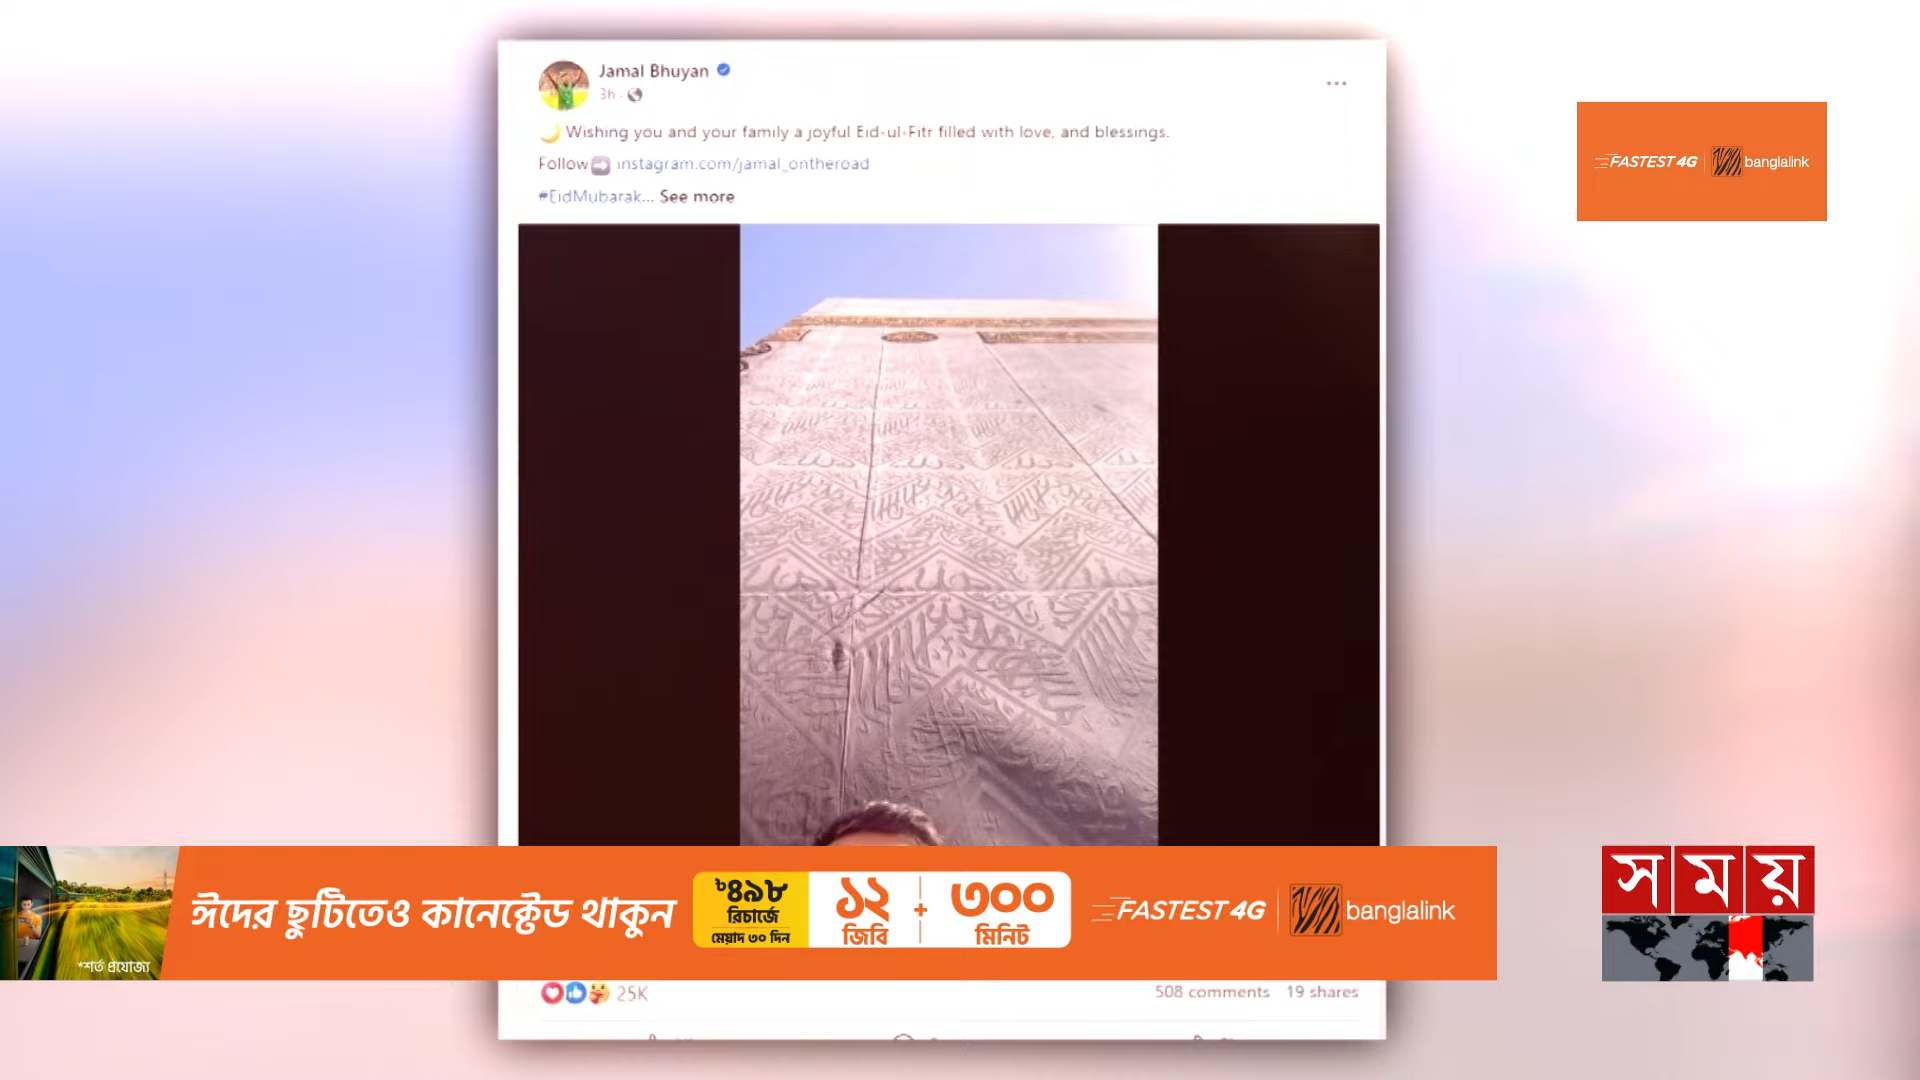 Jamal Bhuyan
3h ·
Wishing you and your family a joyful Eid-ul-Fitr filled with love, and blessings.
Follow instagram.com/jamal_ontheroad
#EidMubarak... See more
FASTEST 4G banglalink
ঈদের ছুটিতেও কানেক্টেড থাকুন
৳৪৯৮
রিচার্জে
মেয়াদ ৩০ দিন
১২
জিবি
+
৩০০
মিনিট
FASTEST 4G banglalink
*শর্ত প্রযোজ্য
সময়
25K
508 comments 19 shares